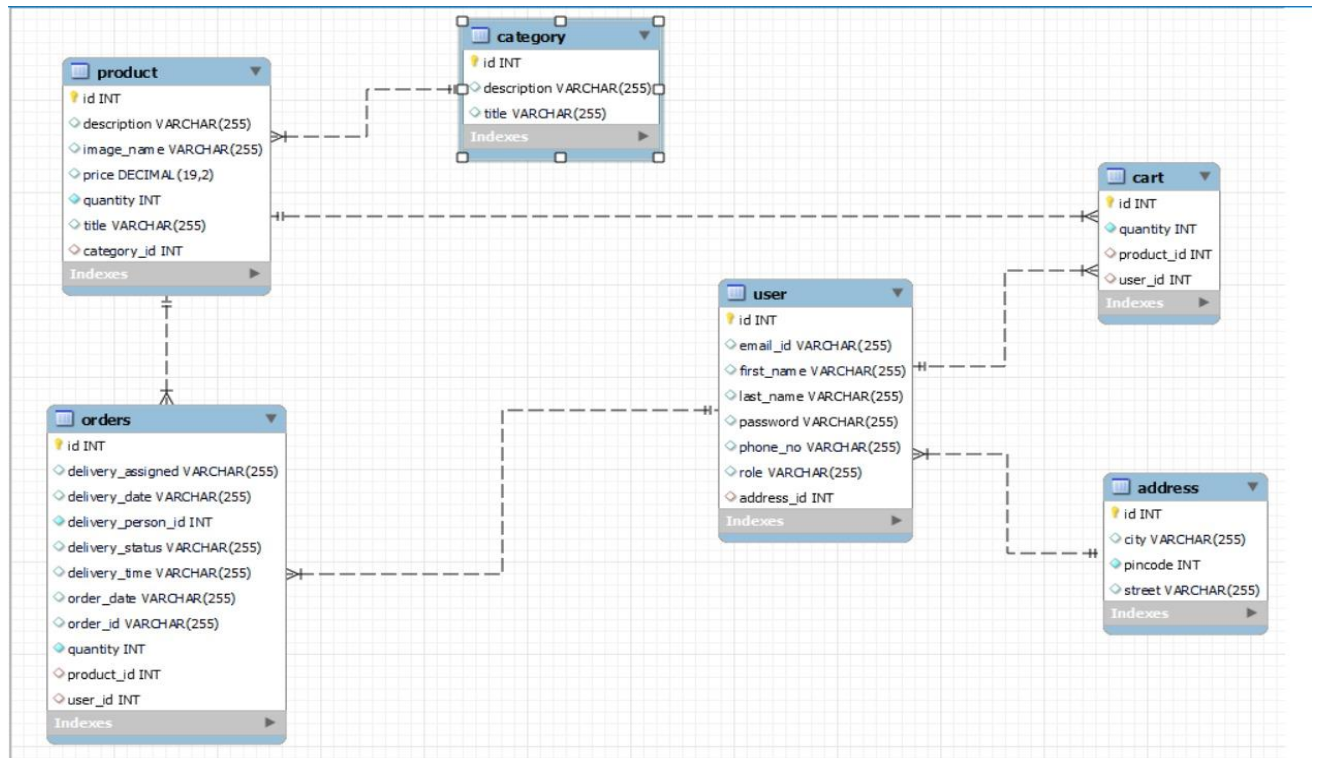 category
id INT
description VARCHAR(255)
title VARCHAR(255)
Indexes
product
id INT
description VARCHAR(255)
image_name VARCHAR(255)
price DECIMAL(19,2)
quantity INT
title VARCHAR(255)
category_id INT
Indexes
cart
id INT
quantity INT
product_id INT
user_id INT
Indexes
user
id INT
email_id VARCHAR(255)
first_name VARCHAR(255)
last_name VARCHAR(255)
password VARCHAR(255)
phone_no VARCHAR(255)
role VARCHAR(255)
address_id INT
Indexes
orders
id INT
delivery_assigned VARCHAR(255)
delivery_date VARCHAR(255)
delivery_person_id INT
delivery_status VARCHAR(255)
delivery_time VARCHAR(255)
order_date VARCHAR(255)
order_id VARCHAR(255)
quantity INT
product_id INT
user_id INT
Indexes
address
id INT
city VARCHAR(255)
pincode INT
street VARCHAR(255)
Indexes